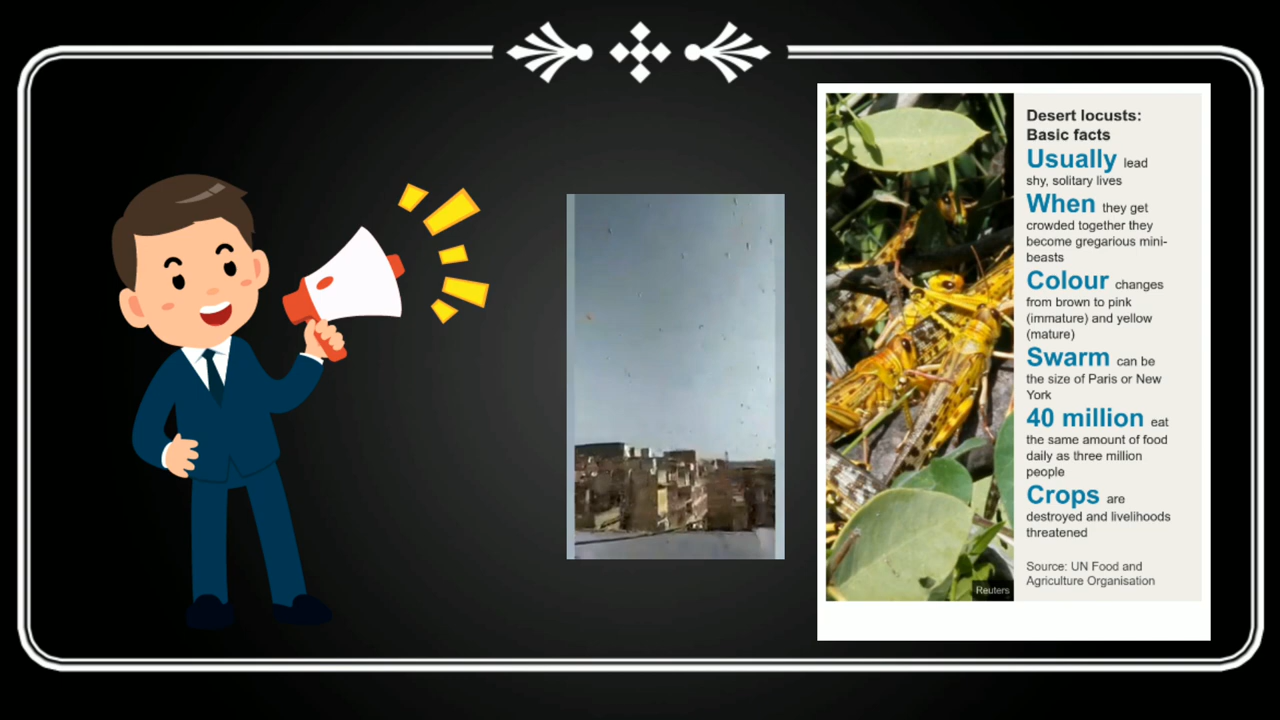 Desert locusts:
Basic facts
Usually lead
shy, solitary lives
When they get
crowded together they
become gregarious mini-
beasts
Colour changes
from brown to pink
(immature) and yellow
(mature)
Swarm can be
the size of Paris or New
York
40 million eat
the same amount of food
daily as three million
people
Crops are
destroyed and livelihoods
threatened
Source: UN Food and
Agriculture Organisation
Reuters